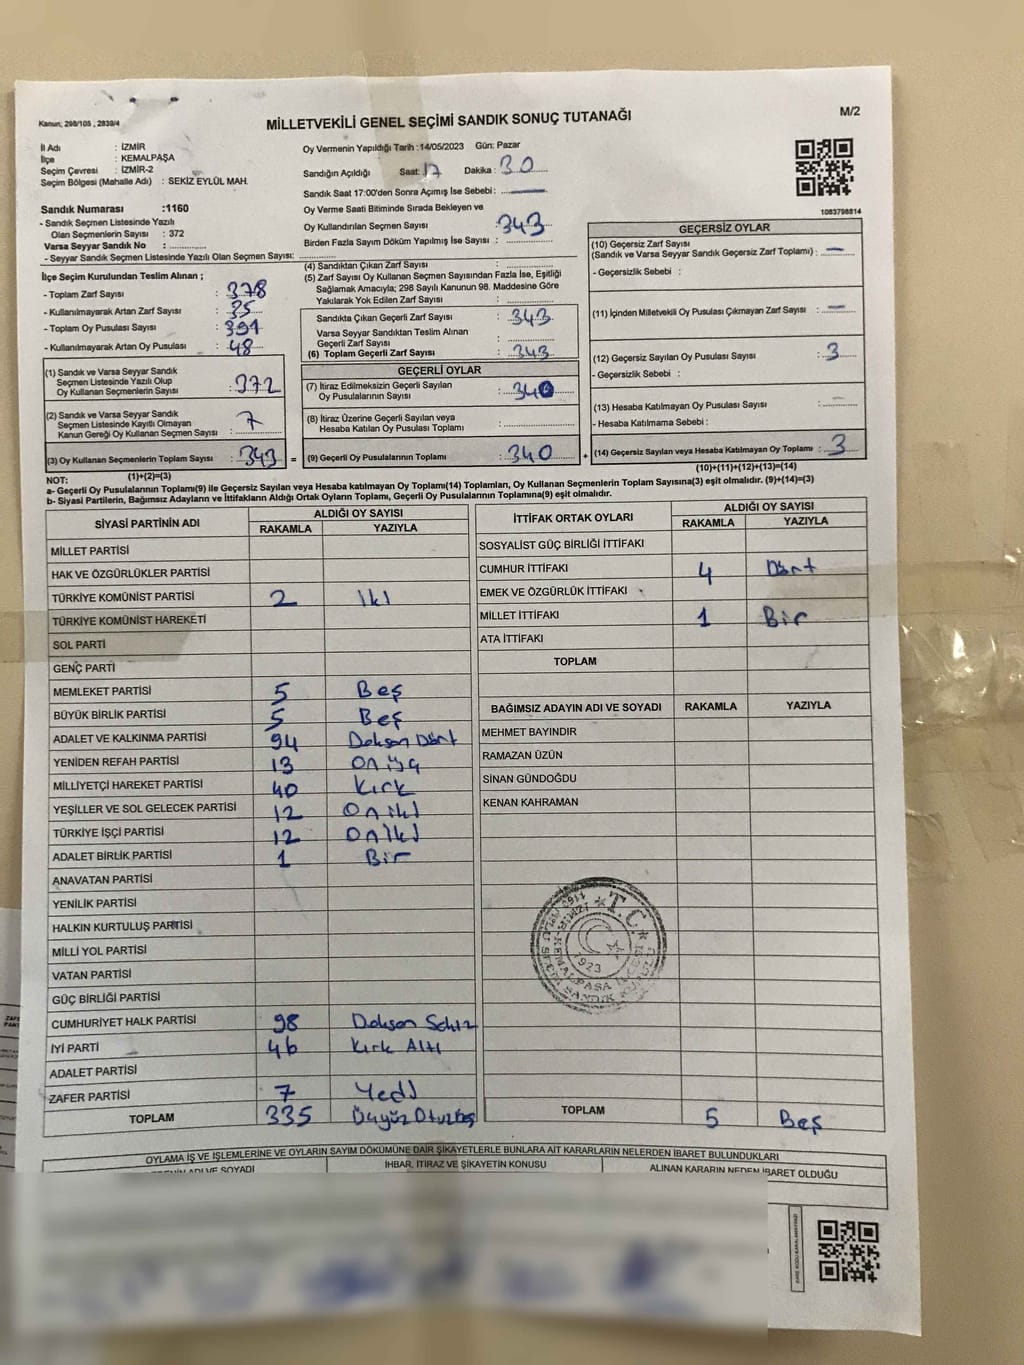 Kanun: 298/105 , 2839/4
MİLLETVEKİLİ GENEL SEÇİMİ SANDIK SONUÇ TUTANAĞI
M/2
İl Adı : İZMİR
İlçe : KEMALPAŞA
Seçim Çevresi : İZMİR-2
Seçim Bölgesi (Mahalle Adı) : SEKİZ EYLÜL MAH.
Oy Vermenin Yapıldığı Tarih : 14/05/2023 Gün: Pazar
Sandığın Açıldığı Saat: 17 Dakika : 30
Sandık Saat 17:00'den Sonra Açılmış İse Sebebi :
Sandık Numarası :1160
- Sandık Seçmen Listesinde Yazılı
Olan Seçmenlerin Sayısı : 372
Varsa Seyyar Sandık No :
- Seyyar Sandık Seçmen Listesinde Yazılı Olan Seçmenlerin Sayısı:
Oy Verme Saati Bitiminde Sırada Bekleyen ve
Oy Kullandırılan Seçmen Sayısı : 343
Birden Fazla Sayım Döküm Yapılmış İse Sayısı :
1083798814
İlçe Seçim Kurulundan Teslim Alınan ;
- Toplam Zarf Sayısı : 378
- Kullanılmayarak Artan Zarf Sayısı : 35
- Toplam Oy Pusulası Sayısı : 391
- Kullanılmayarak Artan Oy Pusulası : 48
(1) Sandık ve Varsa Seyyar Sandık
Seçmen Listesinde Yazılı Olup
Oy Kullanan Seçmenlerin Sayısı : 372
(2) Sandık ve Varsa Seyyar Sandık
Seçmen Listesinde Kayıtlı Olmayan
Kanun Gereği Oy Kullanan Seçmen Sayısı : 7
(3) Oy Kullanan Seçmenlerin Toplam Sayısı : 343 =
(1)+(2)=(3)
(4) Sandıktan Çıkan Zarf Sayısı :
(5) Zarf Sayısı Oy Kullanan Seçmen Sayısından Fazla İse, Eşitliği
Sağlamak Amacıyla; 298 Sayılı Kanunun 98. Maddesine Göre
Yakılarak Yok Edilen Zarf Sayısı :
Sandıkta Çıkan Geçerli Zarf Sayısı : 343
Varsa Seyyar Sandıktan Teslim Alınan
Geçerli Zarf Sayısı :
(6) Toplam Geçerli Zarf Sayısı : 343
GEÇERLİ OYLAR
(7) İtiraz Edilmeksizin Geçerli Sayılan
Oy Pusulalarının Sayısı : 340
(8) İtiraz Üzerine Geçerli Sayılan veya
Hesaba Katılan Oy Pusulası Toplamı :
(9) Geçerli Oy Pusulalarının Toplamı : 340 +
GEÇERSİZ OYLAR
(10) Geçersiz Zarf Sayısı
(Sandık ve Varsa Seyyar Sandık Geçersiz Zarf Toplamı) : —
- Geçersizlik Sebebi :
(11) İçinden Milletvekili Oy Pusulası Çıkmayan Zarf Sayısı : —
(12) Geçersiz Sayılan Oy Pusulası Sayısı : 3
- Geçersizlik Sebebi :
(13) Hesaba Katılmayan Oy Pusulası Sayısı : —
- Hesaba Katılmama Sebebi :
(14) Geçersiz Sayılan veya Hesaba Katılmayan Oy Toplamı : 3
(10)+(11)+(12)+(13)=(14)
NOT:
a- Geçerli Oy Pusulalarının Toplamı(9) ile Geçersiz Sayılan veya Hesaba Katılmayan Oy Toplamı(14) Toplamları, Oy Kullanan Seçmenlerin Toplam Sayısına(3) eşit olmalıdır. (9)+(14)=(3)
b- Siyasi Partilerin, Bağımsız Adayların ve İttifakların Aldığı Ortak Oyların Toplamı, Geçerli Oy Pusulalarının Toplamına(9) eşit olmalıdır.
SİYASİ PARTİNİN ADI ALDIĞI OY SAYISI
RAKAMLA YAZIYLA
MİLLET PARTİSİ
HAK VE ÖZGÜRLÜKLER PARTİSİ
TÜRKİYE KOMÜNİST PARTİSİ 2 İki
TÜRKİYE KOMÜNİST HAREKETİ
SOL PARTİ
GENÇ PARTİ
MEMLEKET PARTİSİ 5 Beş
BÜYÜK BİRLİK PARTİSİ 5 Beş
ADALET VE KALKINMA PARTİSİ 94 Doksan Dört
YENİDEN REFAH PARTİSİ 13 Oniüç
MİLLİYETÇİ HAREKET PARTİSİ 40 Kırk
YEŞİLLER VE SOL GELECEK PARTİSİ 12 Oniki
TÜRKİYE İŞÇİ PARTİSİ 12 Oniki
ADALET BİRLİK PARTİSİ 1 Bir
ANAVATAN PARTİSİ
YENİLİK PARTİSİ
HALKIN KURTULUŞ PARTİSİ
MİLLİ YOL PARTİSİ
VATAN PARTİSİ
GÜÇ BİRLİĞİ PARTİSİ
CUMHURİYET HALK PARTİSİ 98 Doksan Sekiz
İYİ PARTİ 46 Kırk Altı
ADALET PARTİSİ
ZAFER PARTİSİ 7 Yedi
TOPLAM 335 Üçyüz Otuzbeş
İTTİFAK ORTAK OYLARI ALDIĞI OY SAYISI
RAKAMLA YAZIYLA
SOSYALİST GÜÇ BİRLİĞİ İTTİFAKI
CUMHUR İTTİFAKI 4 Dört
EMEK VE ÖZGÜRLÜK İTTİFAKI
MİLLET İTTİFAKI 1 Bir
ATA İTTİFAKI
TOPLAM
BAĞIMSIZ ADAYIN ADI VE SOYADI RAKAMLA YAZIYLA
MEHMET BAYINDIR
RAMAZAN ÜZÜN
SİNAN GÜNDOĞDU
KENAN KAHRAMAN
T.C.
1923
TOPLAM 5 Beş
OYLAMA İŞ VE İŞLEMLERİNE VE OYLARIN SAYIM DÖKÜMÜNE DAİR ŞİKAYETLERLE BUNLARA AİT KARARLARIN NELERDEN İBARET BULUNDUKLARI
ADI VE SOYADI İHBAR, İTİRAZ VE ŞİKAYETİN KONUSU ALINAN KARARIN NEDEN İBARET OLDUĞU